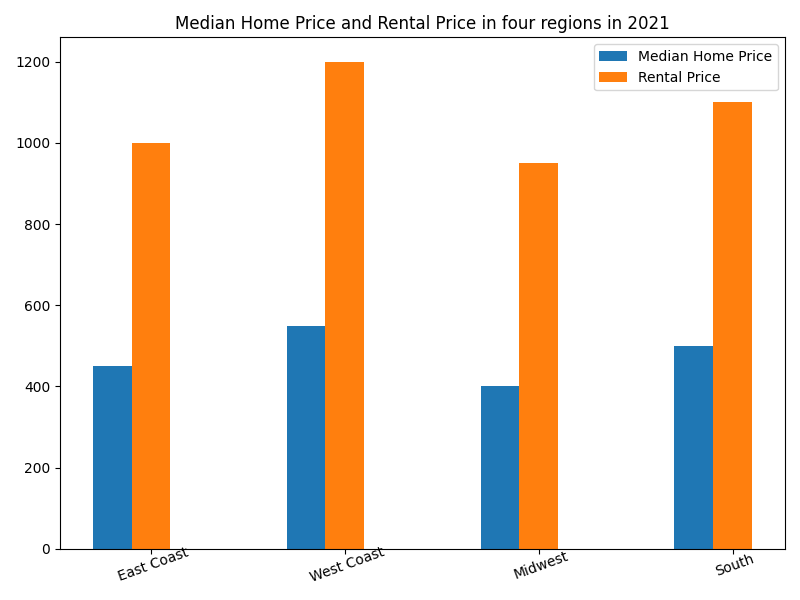 Median Home Price and Rental Price in four regions in 2021
Median Home Price
Rental Price
1200
1000
800
600
400
200
0
East Coast
West Coast
Midwest
South